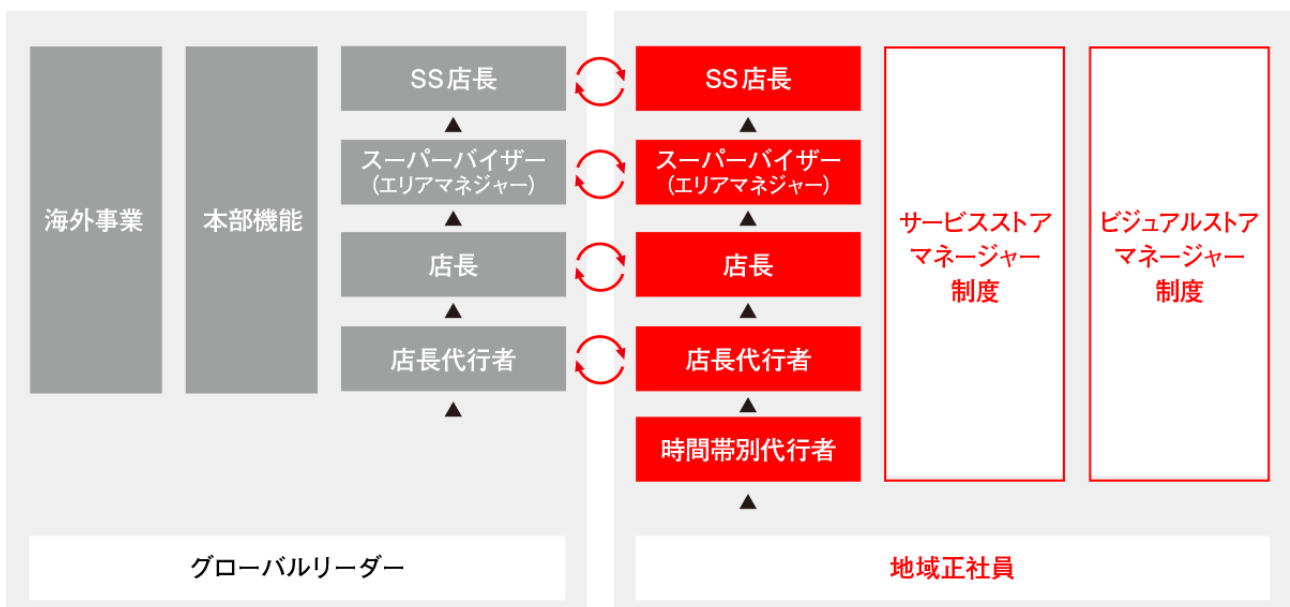 海外事業
本部機能
SS店長
▲
スーパーバイザー
(エリアマネジャー)
▲
店長
▲
店長代行者
▲
グローバルリーダー
SS店長
▲
スーパーバイザー
(エリアマネジャー)
▲
店長
▲
店長代行者
▲
時間帯別代行者
▲
サービスストア
マネージャー
制度
ビジュアルストア
マネージャー
制度
地域正社員